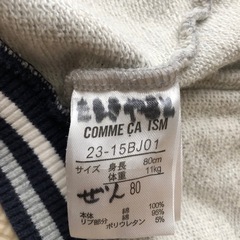 COMME ÇA ISM
23-15BJ01
サイズ 身長 80cm
体重 11kg
ぜん 80
本体 綿 100%
リブ部分 綿 95%
ポリウレタン 5%